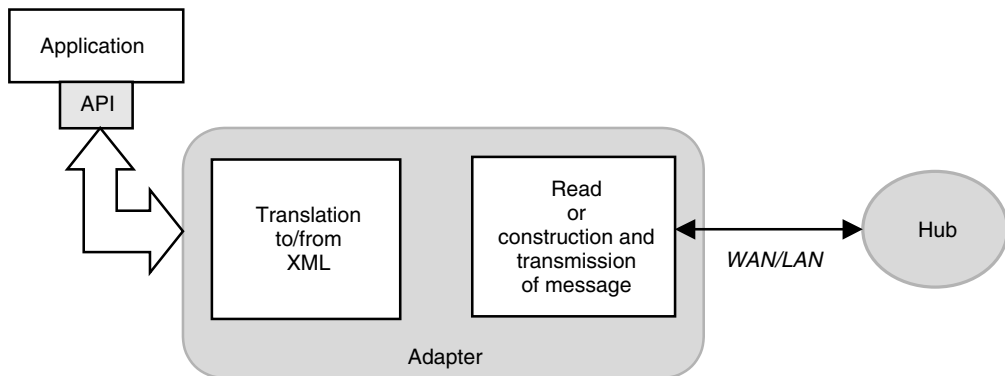 Application
API
Translation
to/from
XML
Read
or
construction and
transmission
of message
Adapter
WAN/LAN
Hub